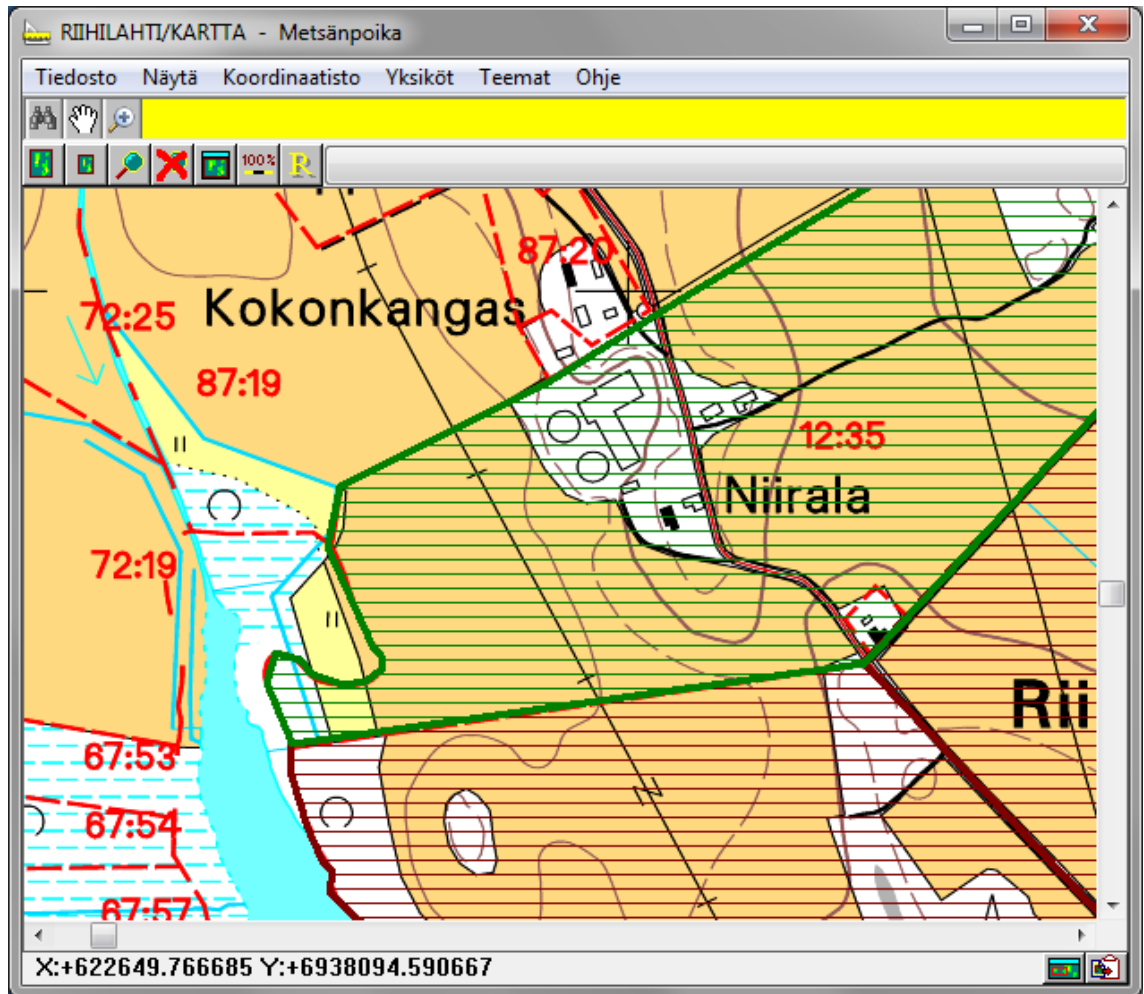 RIIHILAHTI/KARTTA - Metsänpoika
Tiedosto Näytä Koordinaatisto Yksiköt Teemat Ohje
100%
R
87:20
72:25
Kokonkangas
87:19
12:35
Niirala
72:19
Rii
67:53
67:54
67:57
X:+622649.766685 Y:+6938094.590667